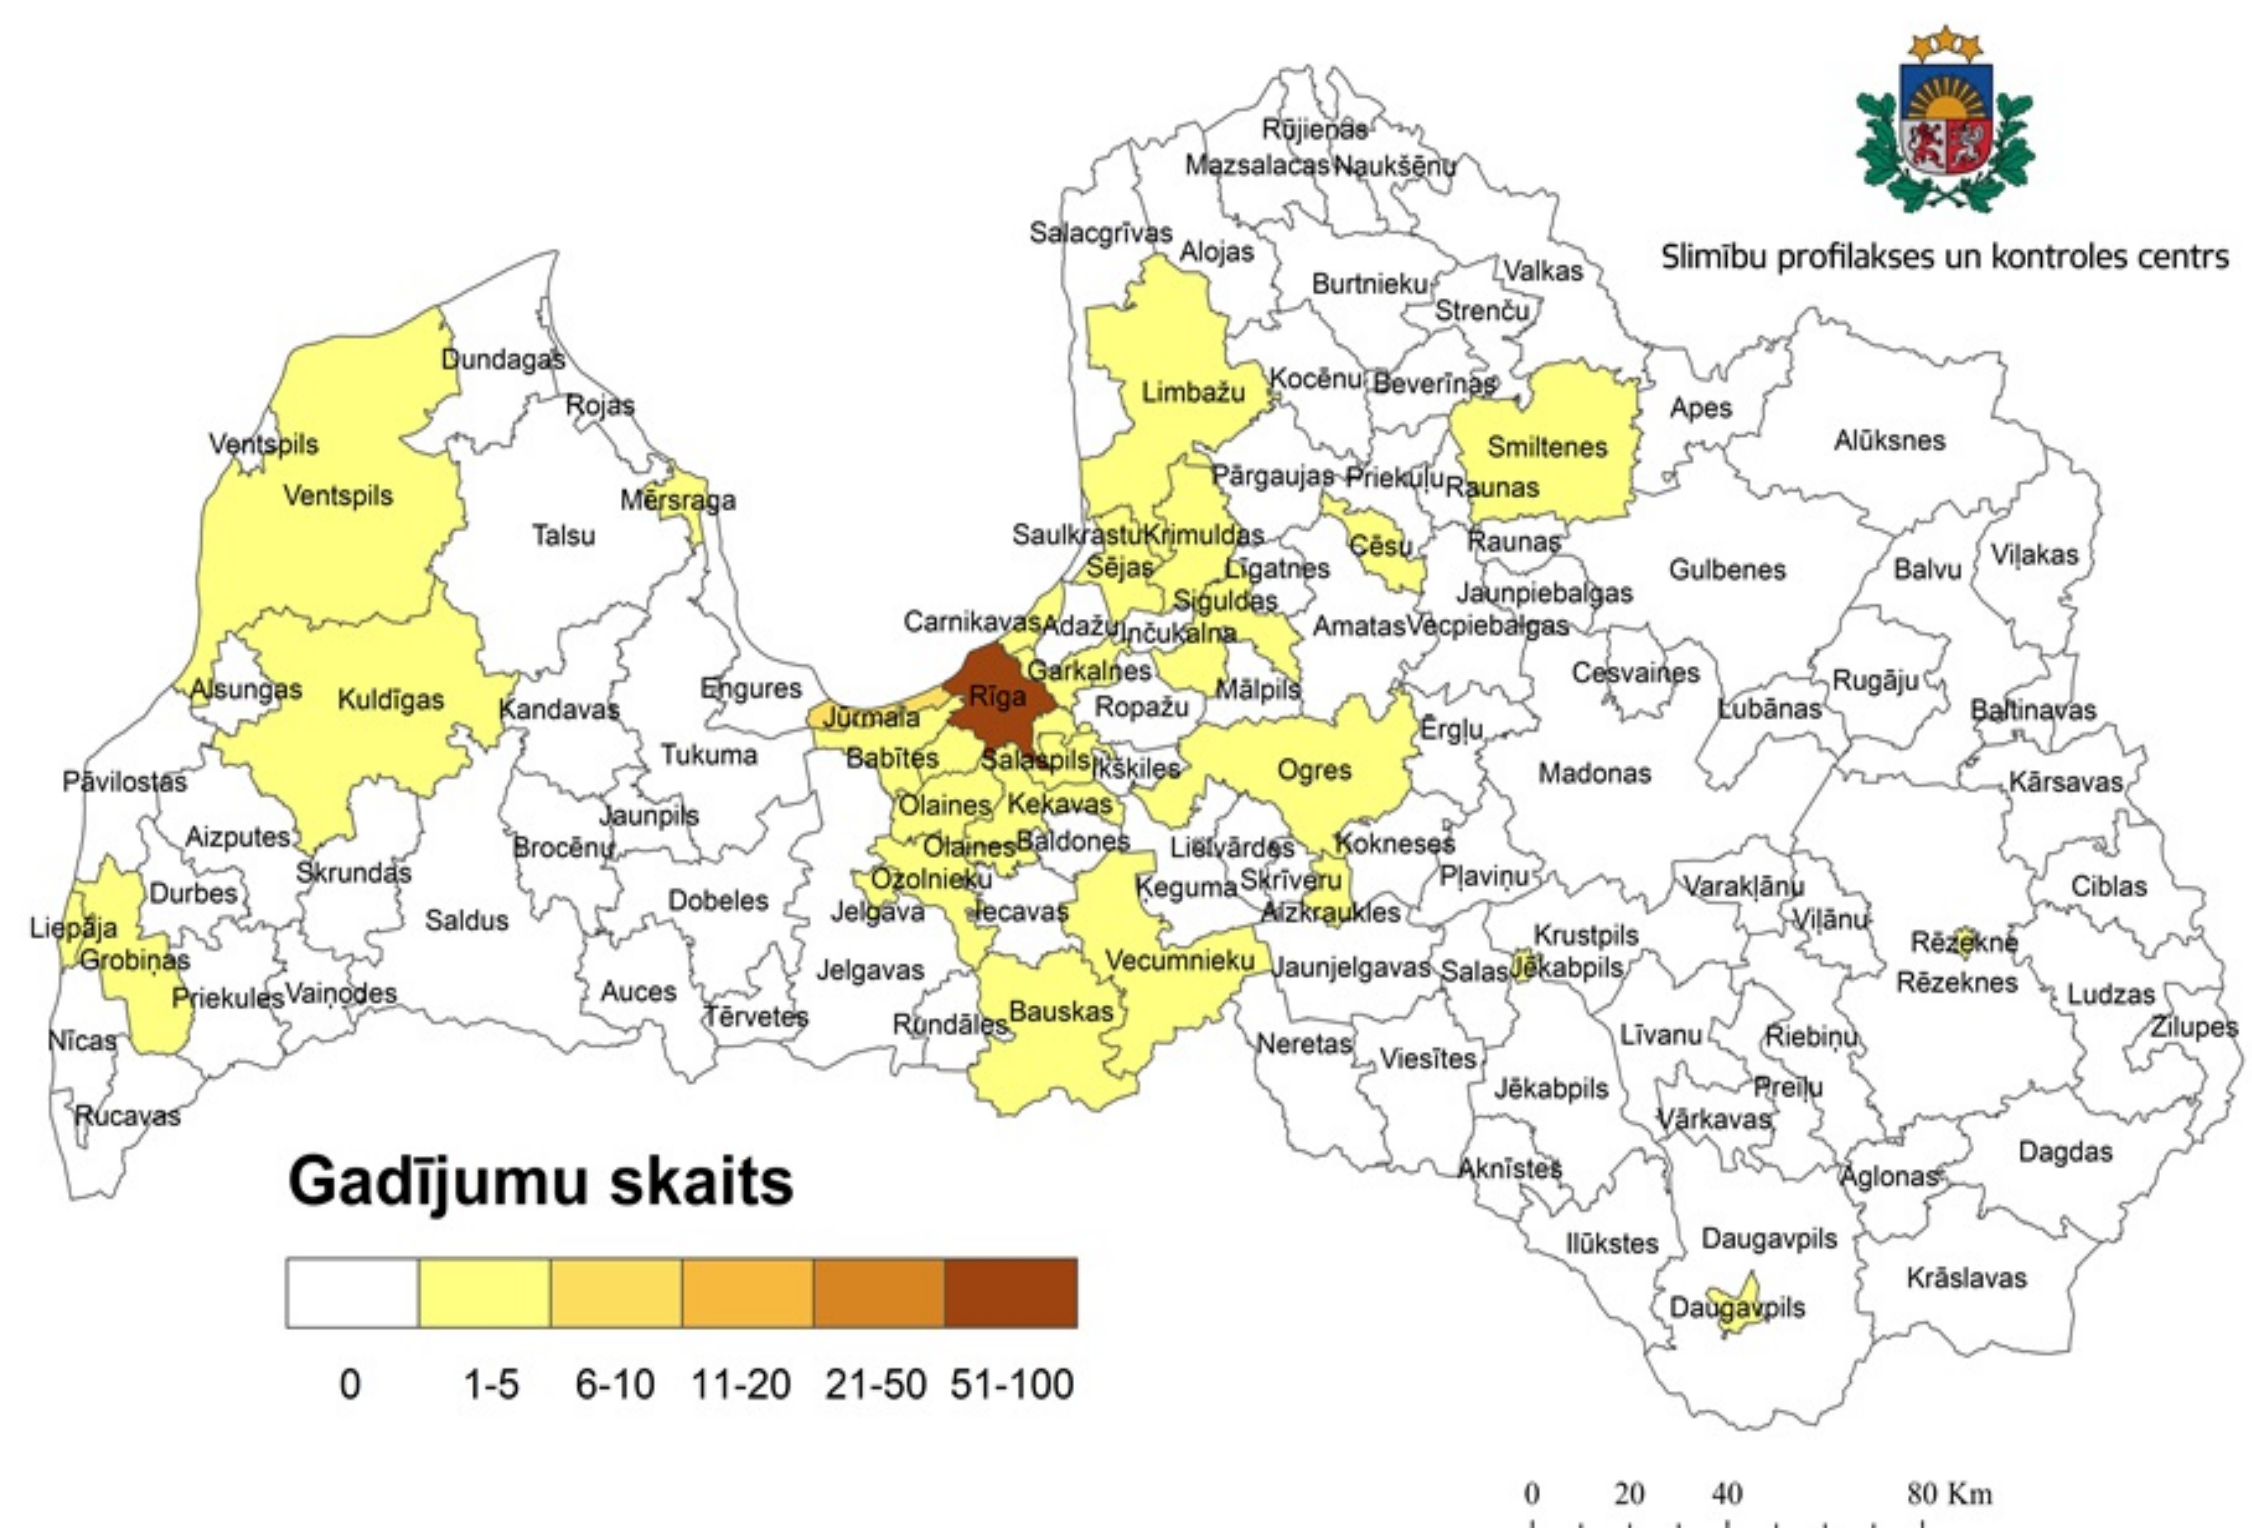 Rūjienas
Mazsalacas Naukšēnu
Salacgrīvas
Alojas
Slimību profilakses un kontroles centrs
Burtnieku
Valkas
Strenču
Dundagas
Limbažu
Kocēnu
Beverīnas
Rojas
Apes
Ventspils
Smiltenes
Alūksnes
Ventspils
Mērsraga
Pārgaujas
Priekuļu
Raunas
Talsu
Saulkrastu
Krimuldas
Cēsu
Raunas
Viļakas
Sējas
Līgatnes
Gulbenes
Balvu
Siguldas
Jaunpiebalgas
Carnikavas
Adažu
Inčukalna
Amatas
Vecpiebalgas
Alsungas
Kuldīgas
Kandavas
Engures
Rīga
Garkalnes
Mālpils
Cesvaines
Rugāju
Jūrmala
Ropažu
Ērgļu
Lubānas
Baltinavas
Pāvilostas
Tukuma
Babītes
Salaspils
Ikšķiles
Ogres
Madonas
Kārsavas
Aizputes
Jaunpils
Olaines
Ķekavas
Brocēnu
Olaines
Baldones
Lielvārdes
Kokneses
Skrundas
Durbes
Ozolnieku
Ķeguma
Skrīveru
Pļaviņu
Varakļānu
Ciblas
Liepāja
Saldus
Dobeles
Jelgava
Iecavas
Aizkraukles
Viļānu
Grobiņas
Krustpils
Rēzekne
Priekules
Vaiņodes
Auces
Jelgavas
Vecumnieku
Jaunjelgavas
Salas
Jēkabpils
Rēzeknes
Ludzas
Nīcas
Tērvetes
Rundāles
Bauskas
Neretas
Viesītes
Līvanu
Riebiņu
Zilupes
Rucavas
Jēkabpils
Preiļu
Vārkavas
Gadījumu skaits
Aknīstes
Aglonas
Dagdas
Ilūkstes
Daugavpils
Krāslavas
Daugavpils
0 1-5 6-10 11-20 21-50 51-100
0 20 40 80 Km